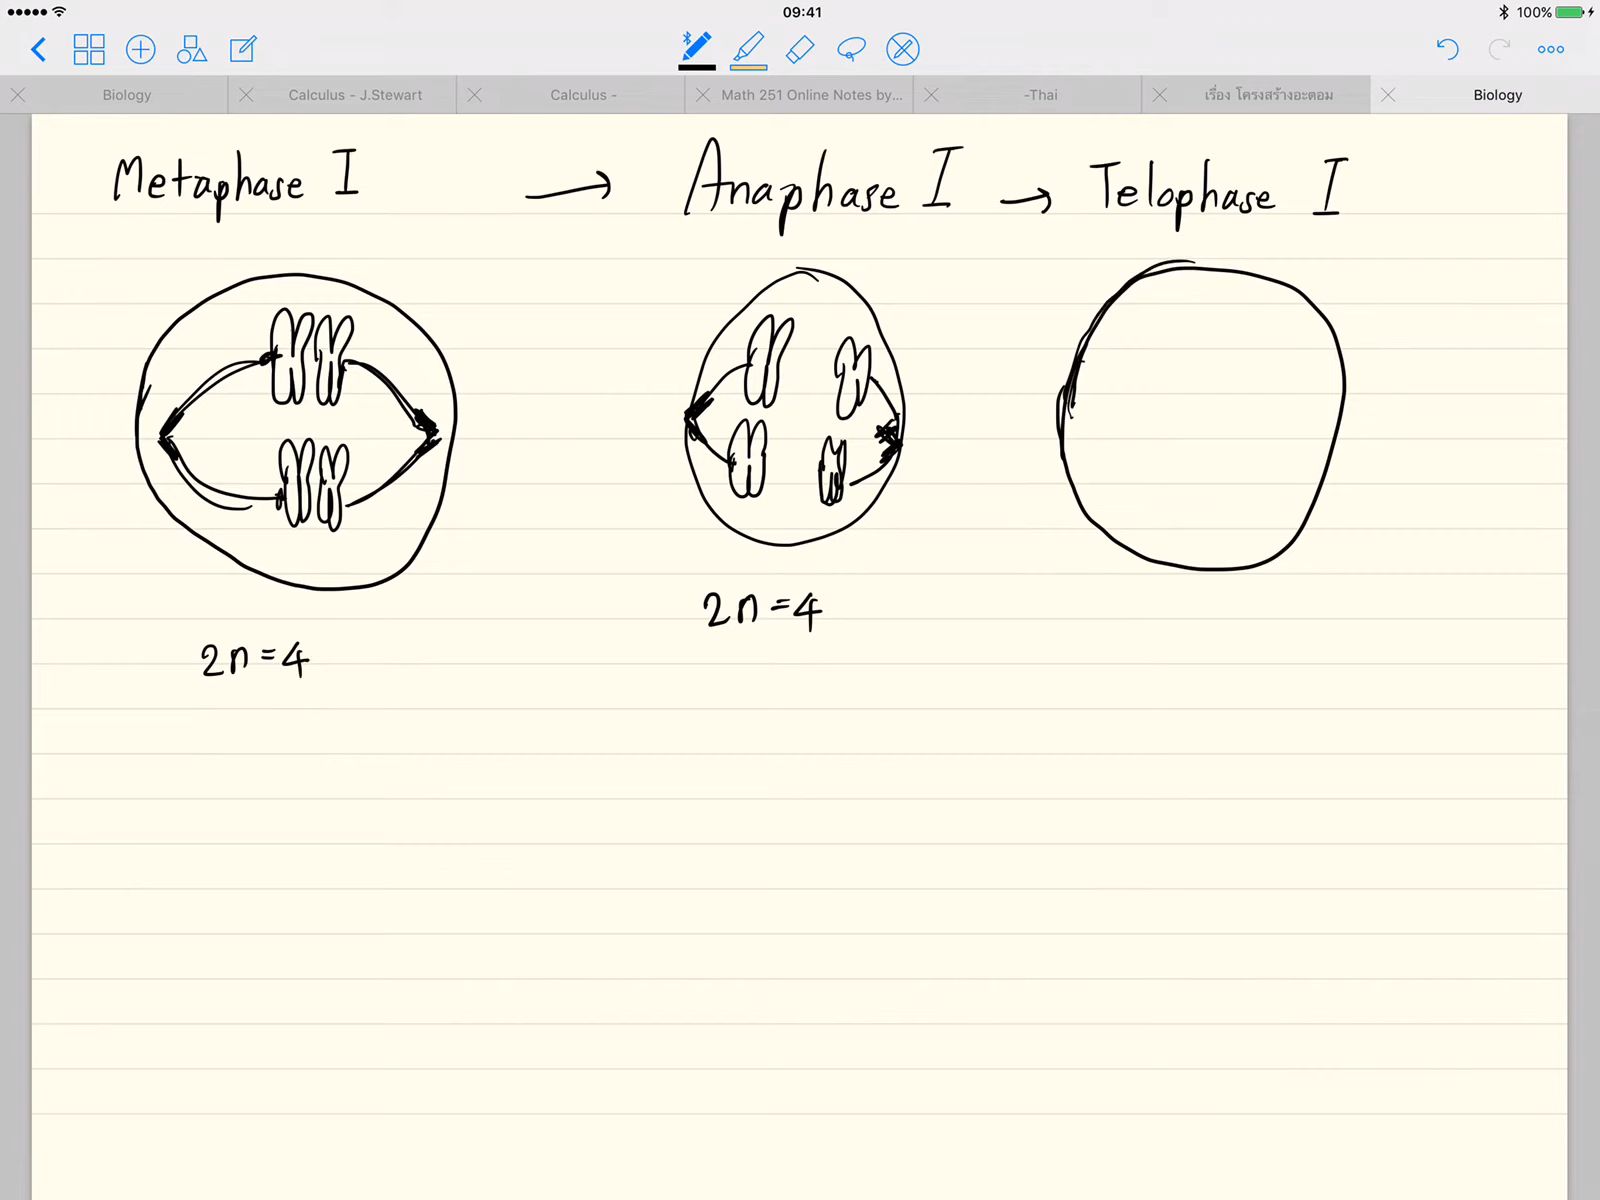 09:41
100%
Biology
Calculus - J.Stewart
Calculus -
Math 251 Online Notes by...
-Thai
เรื่อง โครงสร้างอะตอม
Biology
Metaphase I → Anaphase I → Telophase I
2n = 4
2n = 4